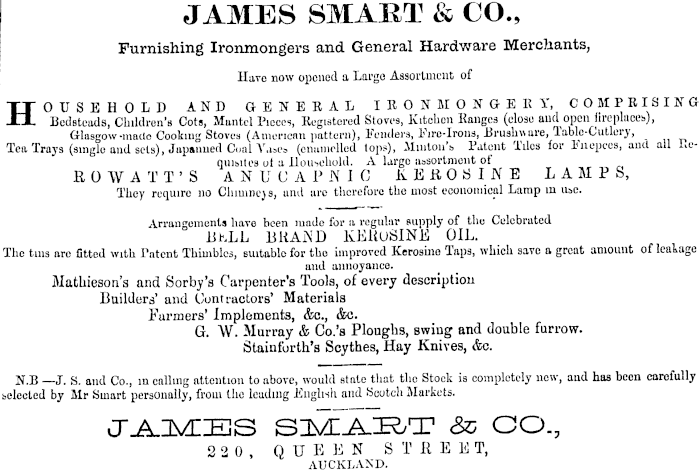 JAMES SMART & CO.,
Furnishing Ironmongers and General Hardware Merchants,
Have now opened a Large Assortment of
HOUSEHOLD AND GENERAL IRONMONGERY, COMPRISING
Bedsteads, Children's Cots, Mantel Pieces, Registered Stoves, Kitchen Ranges (close and open fireplaces),
Glasgow-made Cooking Stoves (American pattern), Fenders, Fire-Irons, Brushware, Table-Cutlery,
Tea Trays (single and sets), Japanned Coal Vases (enamelled tops), Minton's Patent Tiles for Firepces, and all Re-
quisites of a Household. A large assortment of
ROWATT'S ANUCAPNIC KEROSINE LAMPS,
They require no Chimneys, and are therefore the most economical Lamp in use.
Arrangements have been made for a regular supply of the Celebrated
BELL BRAND KEROSINE OIL.
The tins are fitted with Patent Thimbles, suitable for the improved Kerosine Taps, which save a great amount of leakage
and annoyance.
Mathieson's and Sorby's Carpenter's Tools, of every description
Builders' and Contractors' Materials
Farmers' Implements, &c., &c.
G. W. Murray & Co.'s Ploughs, swing and double furrow.
Stainforth's Scythes, Hay Knives, &c.
N.B —J. S. and Co., in calling attention to above, would state that the Stock is completely new, and has been carefully
selected by Mr Smart personally, from the leading English and Scotch Markets.
JAMES SMART & CO.,
220, QUEEN STREET,
AUCKLAND.